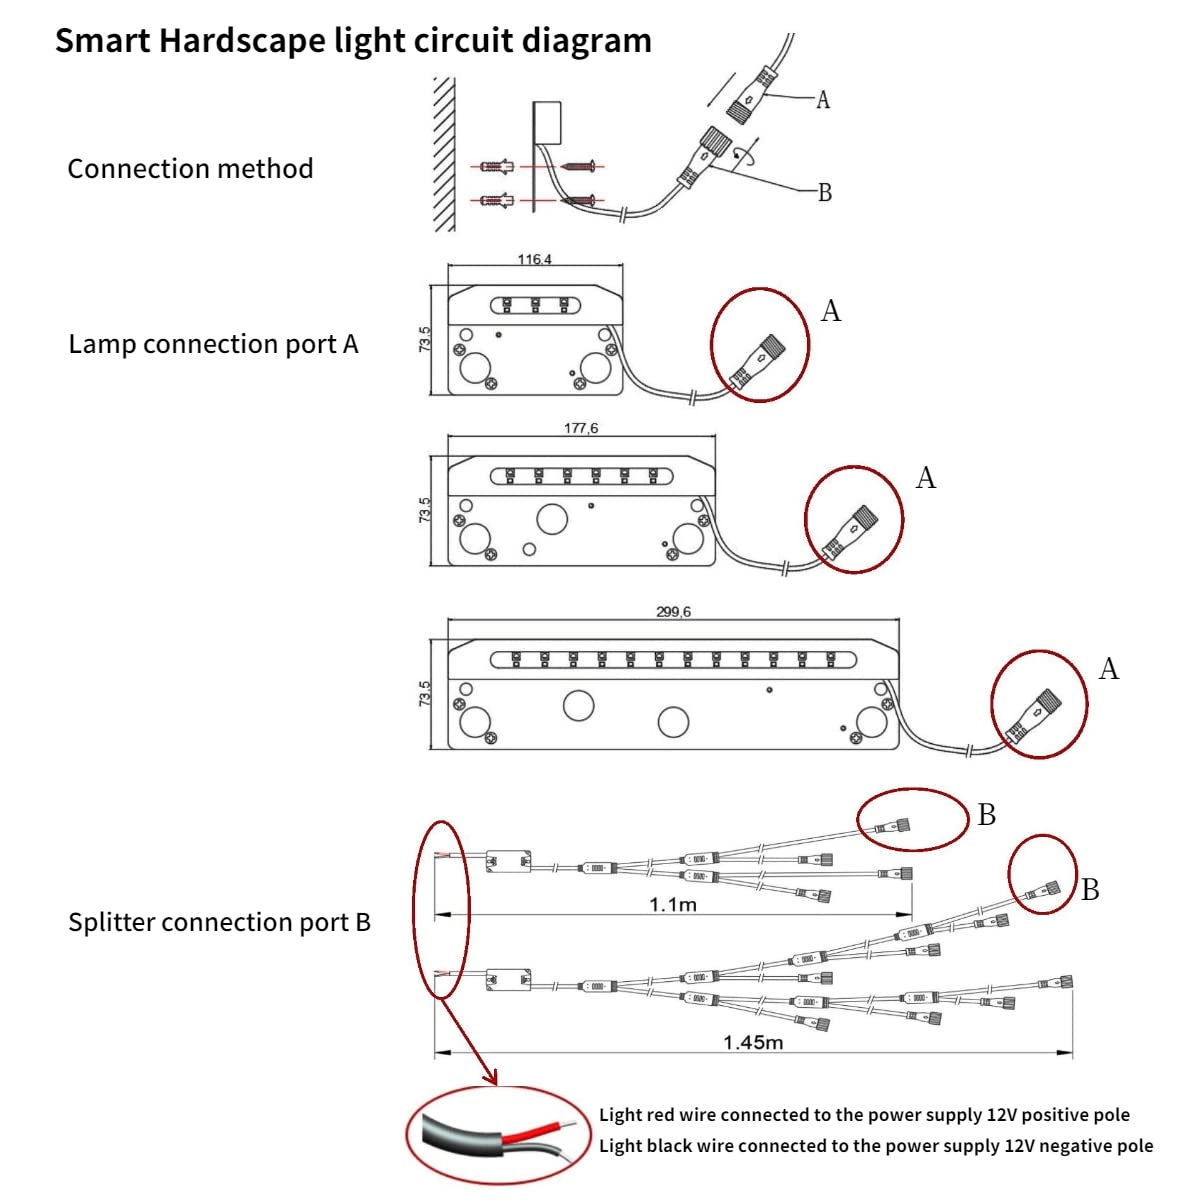 Smart Hardscape light circuit diagram
A
Connection method
B
116.4
A
73.5
Lamp connection port A
177,6
A
73.5
299,6
A
73.5
B
B
1.1m
Splitter connection port B
1.45m
Light red wire connected to the power supply 12V positive pole
Light black wire connected to the power supply 12V negative pole